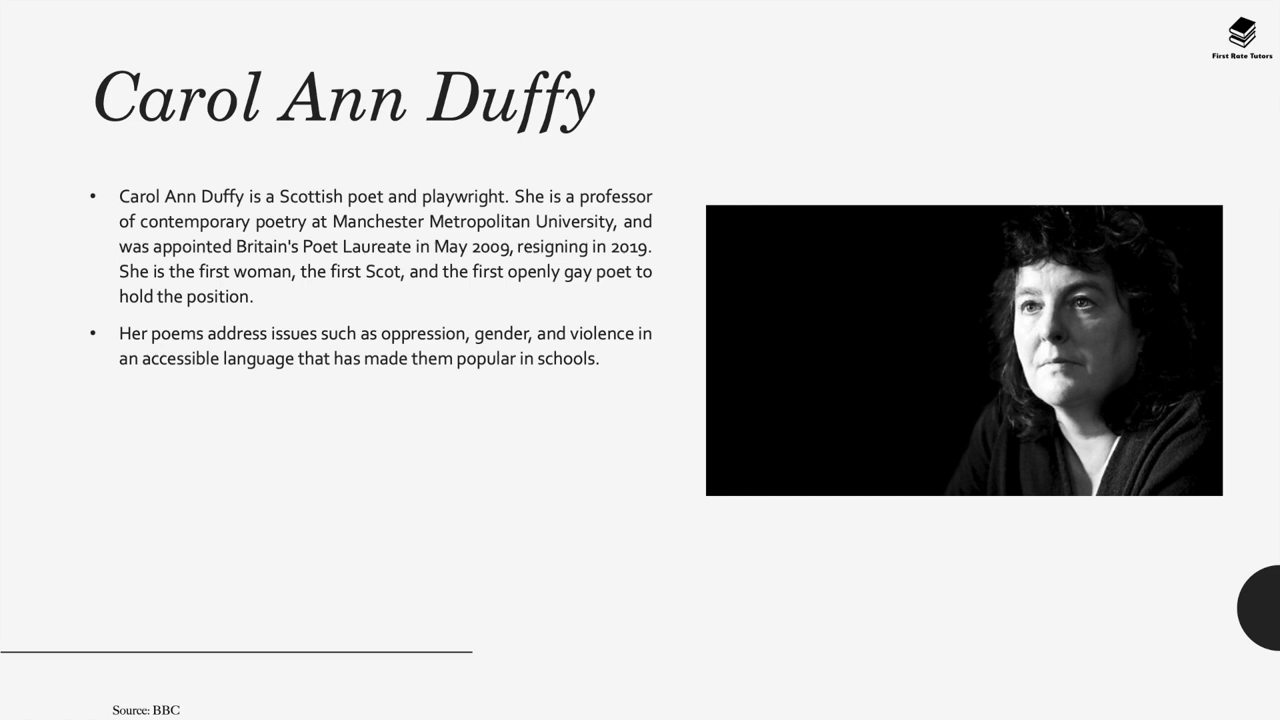 First Rate Tutors
Carol Ann Duffy
• Carol Ann Duffy is a Scottish poet and playwright. She is a professor
of contemporary poetry at Manchester Metropolitan University, and
was appointed Britain's Poet Laureate in May 2009, resigning in 2019.
She is the first woman, the first Scot, and the first openly gay poet to
hold the position.
• Her poems address issues such as oppression, gender, and violence in
an accessible language that has made them popular in schools.
Source: BBC